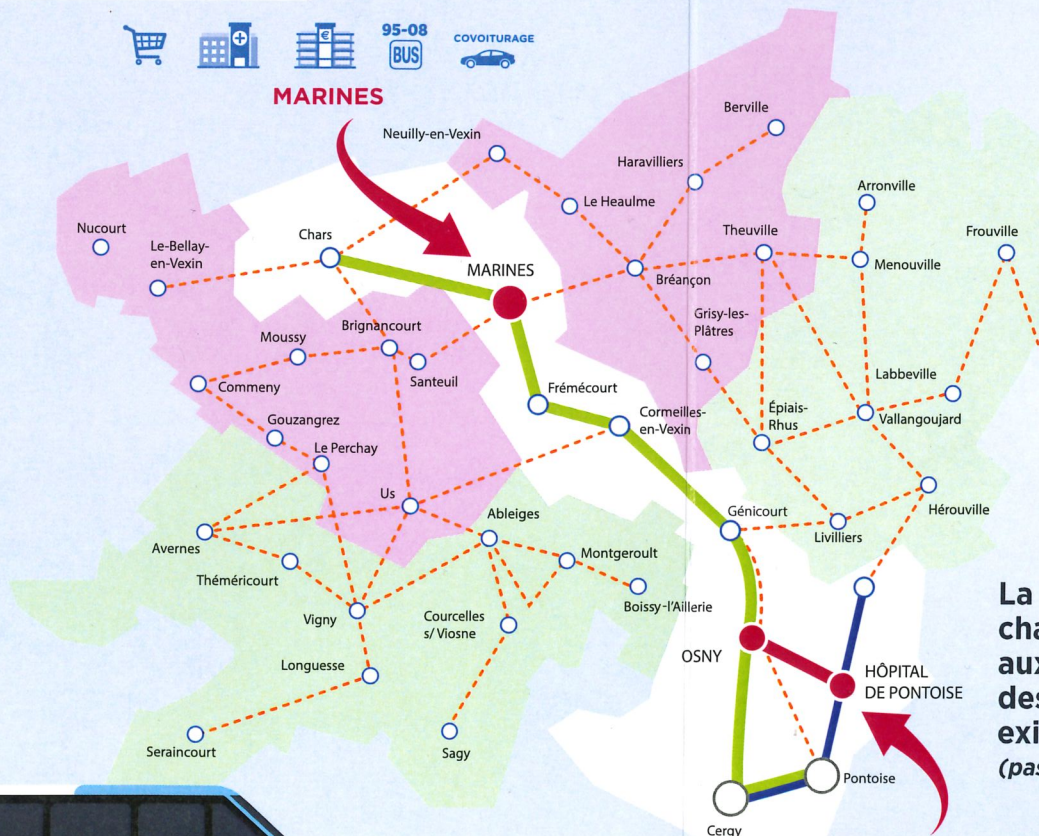 95-08
BUS
COVOITURAGE
€
MARINES
Neuilly-en-Vexin
Berville
Haravilliers
Arronville
Nucourt
Le Heaulme
Le-Bellay-
en-Vexin
Chars
Theuville
Frouville
MARINES
Menouville
Bréançon
Grisy-les-
Plâtres
Brignancourt
Moussy
Santeuil
Commeny
Labbeville
Frémécourt
Cormeilles-
en-Vexin
Épiais-
Rhus
Vallangoujard
Gouzangrez
Le Perchay
Us
Ableiges
Génicourt
Hérouville
Livilliers
Avernes
Montgeroult
Théméricourt
Boissy-l'Aillerie
Vigny
Courcelles
s/ Viosne
OSNY
HÔPITAL
DE PONTOISE
Longuesse
Seraincourt
Sagy
Pontoise
Cergy
La
cha
aux
des
exi
(pas